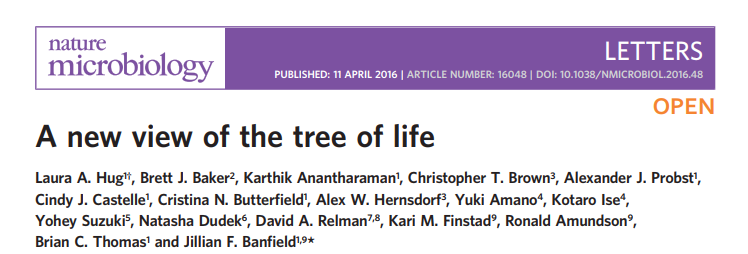 nature
microbiology
LETTERS
PUBLISHED: 11 APRIL 2016 | ARTICLE NUMBER: 16048 | DOI: 10.1038/NMICROBIOL.2016.48
OPEN
A new view of the tree of life
Laura A. Hug¹†, Brett J. Baker², Karthik Anantharaman¹, Christopher T. Brown³, Alexander J. Probst¹,
Cindy J. Castelle¹, Cristina N. Butterfield¹, Alex W. Hernsdorf³, Yuki Amano⁴, Kotaro Ise⁴,
Yohey Suzuki⁵, Natasha Dudek⁶, David A. Relman⁷,⁸, Kari M. Finstad⁹, Ronald Amundson⁹,
Brian C. Thomas¹ and Jillian F. Banfield¹,⁹*